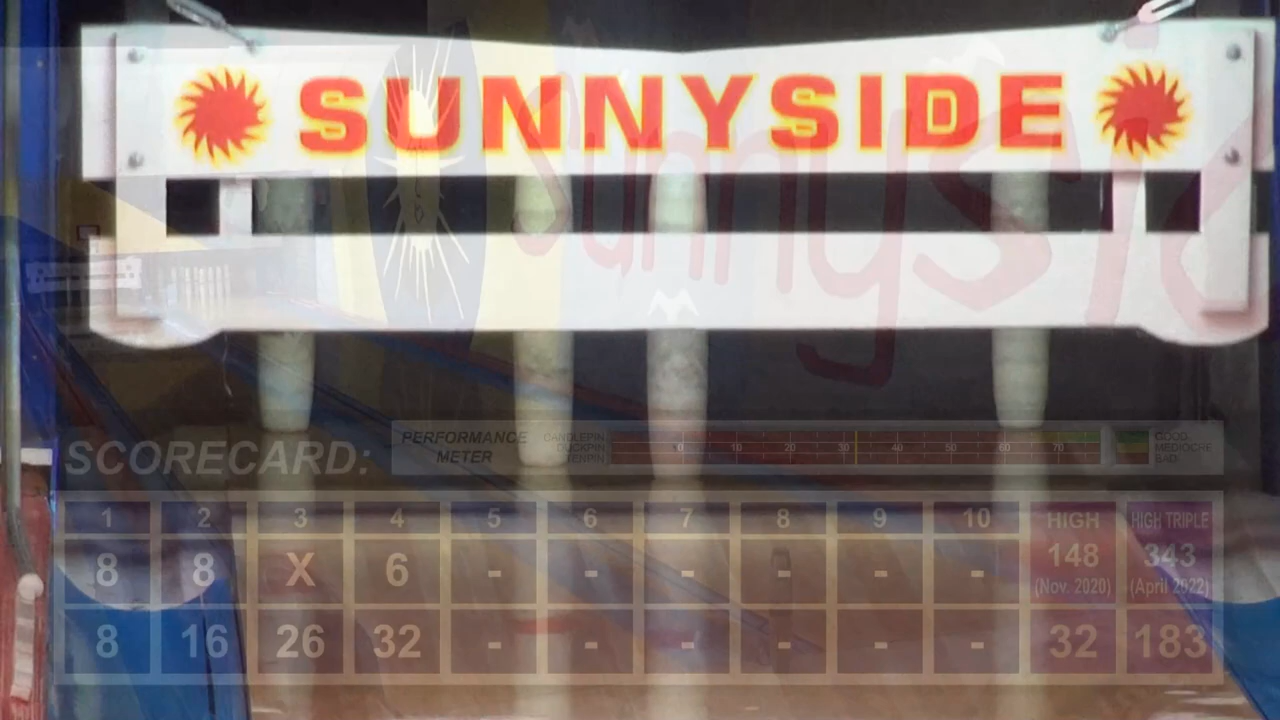 SUNNYSIDE
Sunnysi
SCORECARD:
PERFORMANCE METER
CANDLEPIN
DUCKPIN
TENPIN
0 10 20 30 40 50 60 70
GOOD
MEDIOCRE
BAD
1 2 3 4 5 6 7 8 9 10 HIGH HIGH TRIPLE
8 8 X 6 - - - - - - 148 343
(Nov. 2020) (April 2022)
8 16 26 32 - - - - - - 32 183